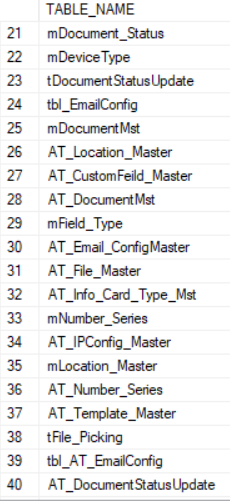 TABLE_NAME
21 mDocument_Status
22 mDeviceType
23 tDocumentStatusUpdate
24 tbl_EmailConfig
25 mDocumentMst
26 AT_Location_Master
27 AT_CustomFeild_Master
28 AT_DocumentMst
29 mField_Type
30 AT_Email_ConfigMaster
31 AT_File_Master
32 AT_Info_Card_Type_Mst
33 mNumber_Series
34 AT_IPConfig_Master
35 mLocation_Master
36 AT_Number_Series
37 AT_Template_Master
38 tFile_Picking
39 tbl_AT_EmailConfig
40 AT_DocumentStatusUpdate